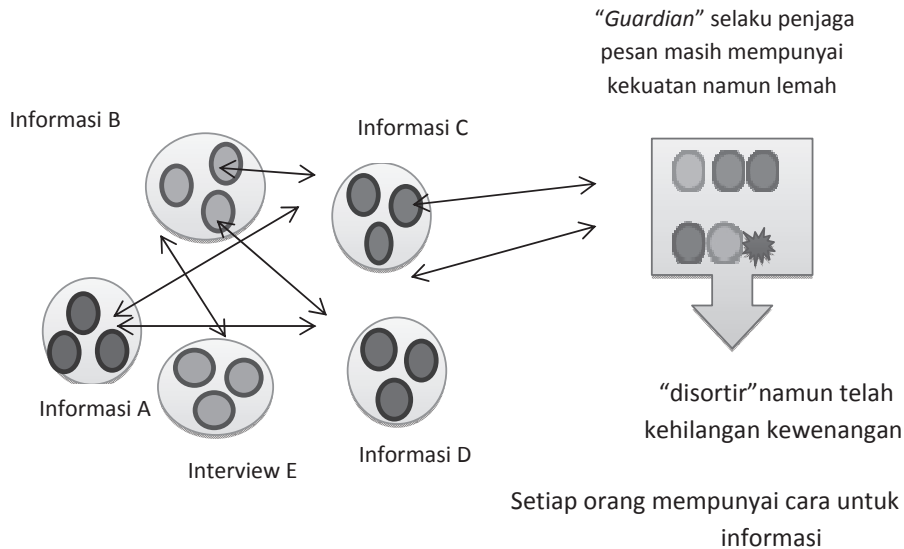 “Guardian” selaku penjaga
pesan masih mempunyai
kekuatan namun lemah
Informasi B
Informasi C
Informasi A
Interview E
Informasi D
“disortir”namun telah
kehilangan kewenangan
Setiap orang mempunyai cara untuk
informasi